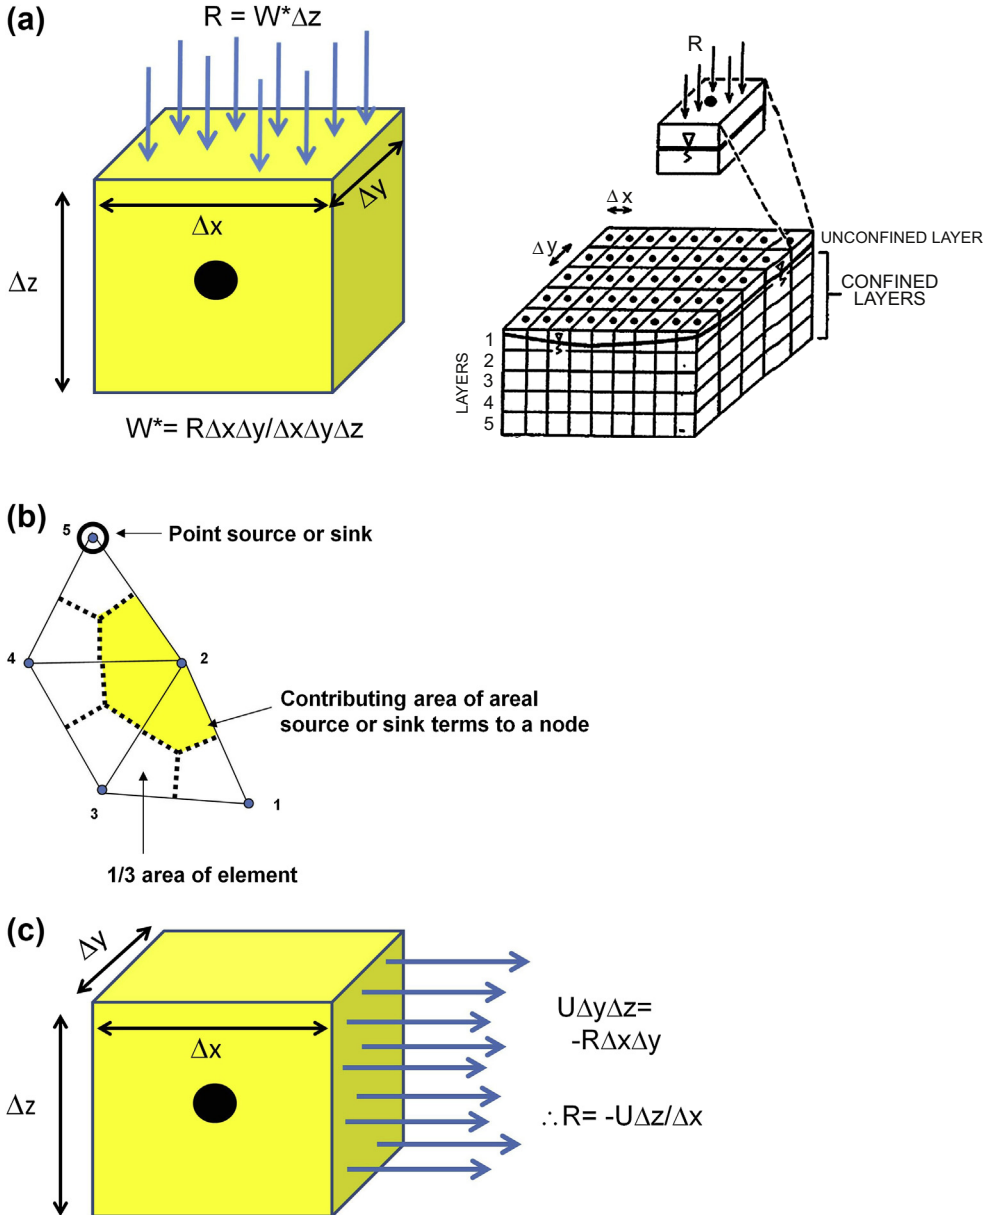 (a)
R = W*Δz
Δx
Δy
Δz
W*= RΔxΔy/ΔxΔyΔz
R
Δx
Δy
UNCONFINED LAYER
CONFINED
LAYERS
LAYERS
1
2
3
4
5
(b)
5
Point source or sink
4
2
Contributing area of areal
source or sink terms to a node
3
1
1/3 area of element
(c)
Δy
Δx
Δz
UΔyΔz=
-RΔxΔy
∴R= -UΔz/Δx